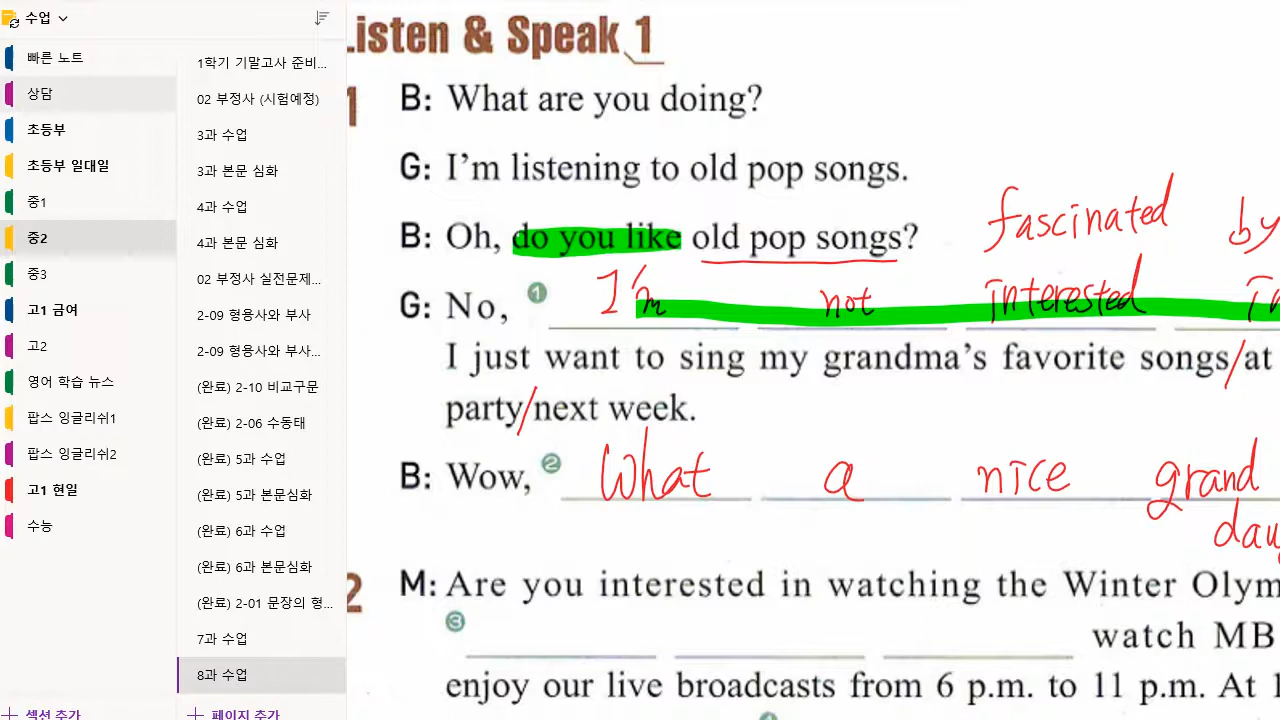 수업
빠른 노트
상담
초등부
초등부 일대일
중1
중2
중3
고1 금여
고2
영어 학습 뉴스
팝스 잉글리쉬1
팝스 잉글리쉬2
고1 현일
수능
섹션 추가
1학기 기말고사 준비...
02 부정사 (시험예정)
3과 수업
3과 본문 심화
4과 수업
4과 본문 심화
02 부정사 실전문제...
2-09 형용사와 부사
2-09 형용사와 부사...
(완료) 2-10 비교구문
(완료) 2-06 수동태
(완료) 5과 수업
(완료) 5과 본문심화
(완료) 6과 수업
(완료) 6과 본문심화
(완료) 2-01 문장의 형...
7과 수업
8과 수업
페이지 추가
Listen & Speak 1
1 B: What are you doing?
G: I'm listening to old pop songs.
fascinated by
B: Oh, do you like old pop songs?
G: No, ① I'm not interested in
I just want to sing my grandma's favorite songs/at
party/next week.
B: Wow, ② What a nice grand
dau
2 M: Are you interested in watching the Winter Olym
③ watch MB
enjoy our live broadcasts from 6 p.m. to 11 p.m. At 1